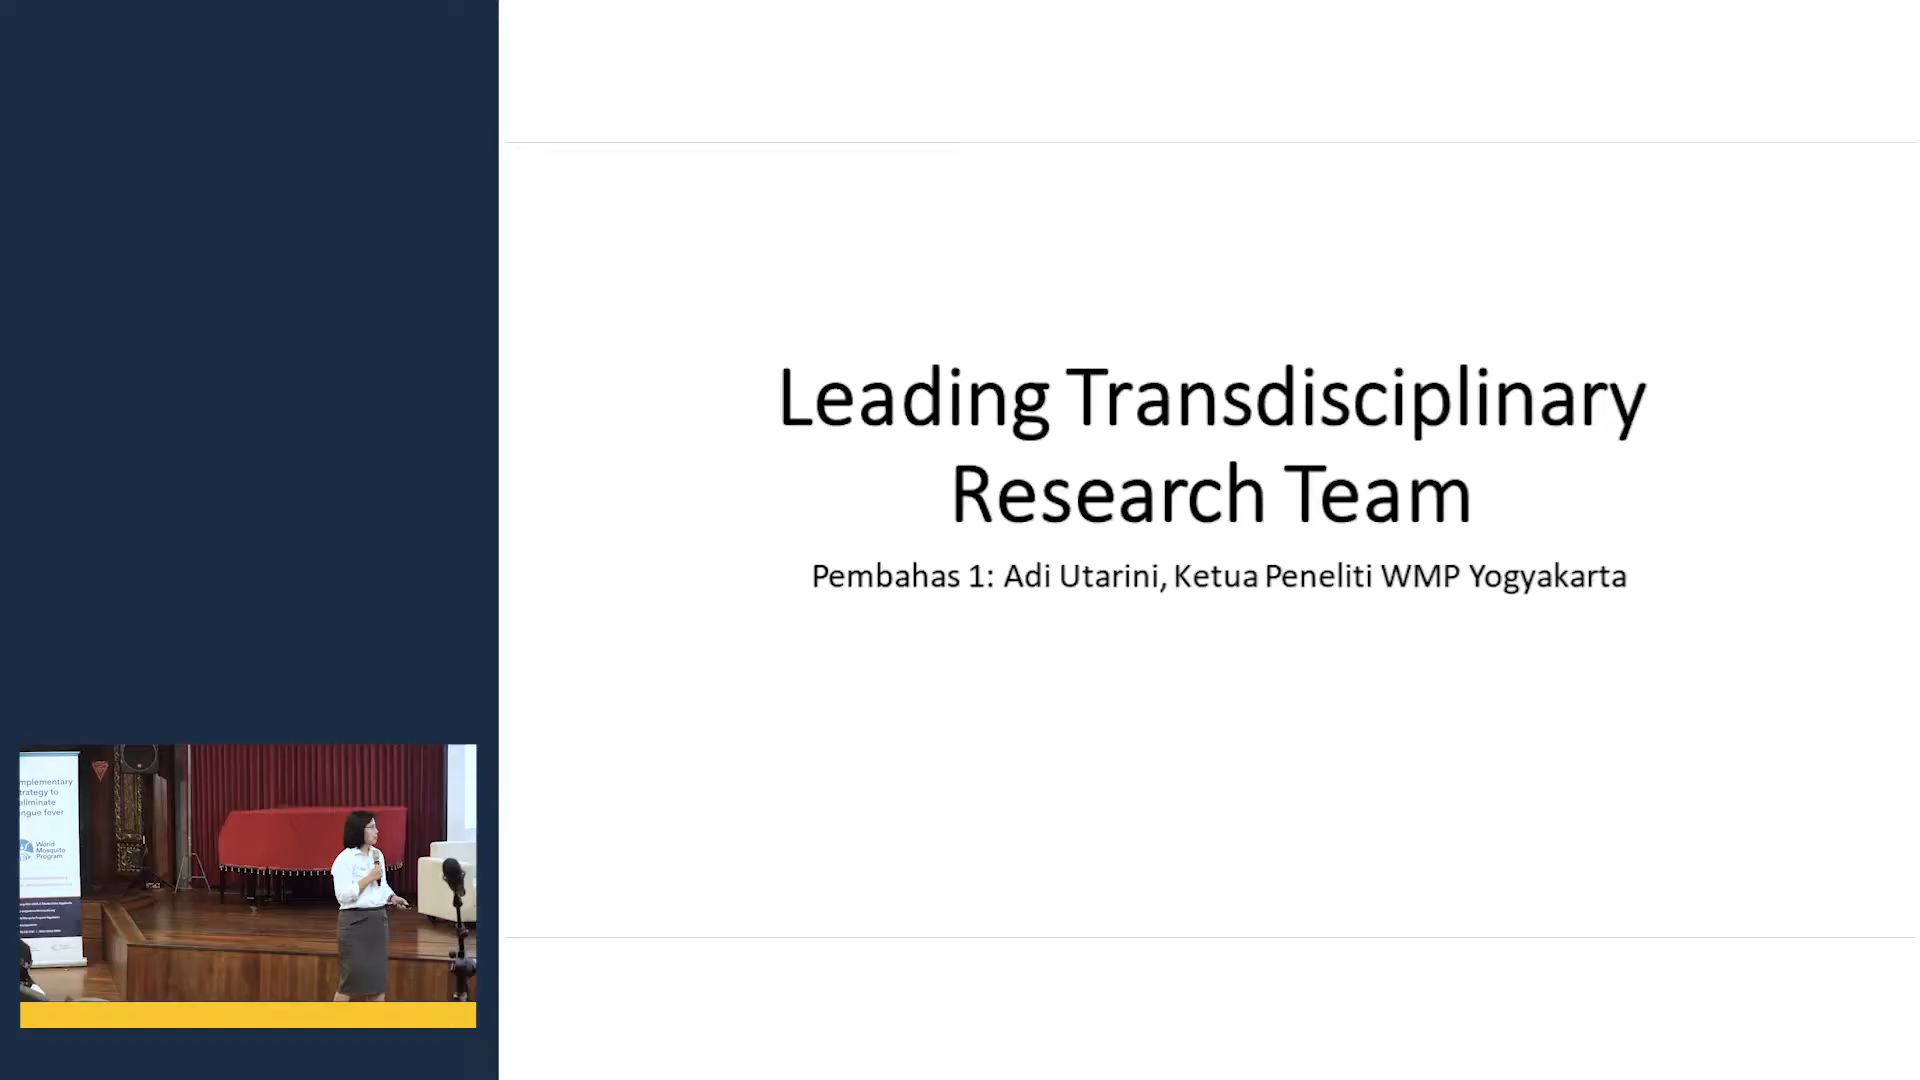 Leading Transdisciplinary
Research Team
Pembahas 1: Adi Utarini, Ketua Peneliti WMP Yogyakarta
mplementary
trategy to
eliminate
ngue fever
World
Mosquito
Program